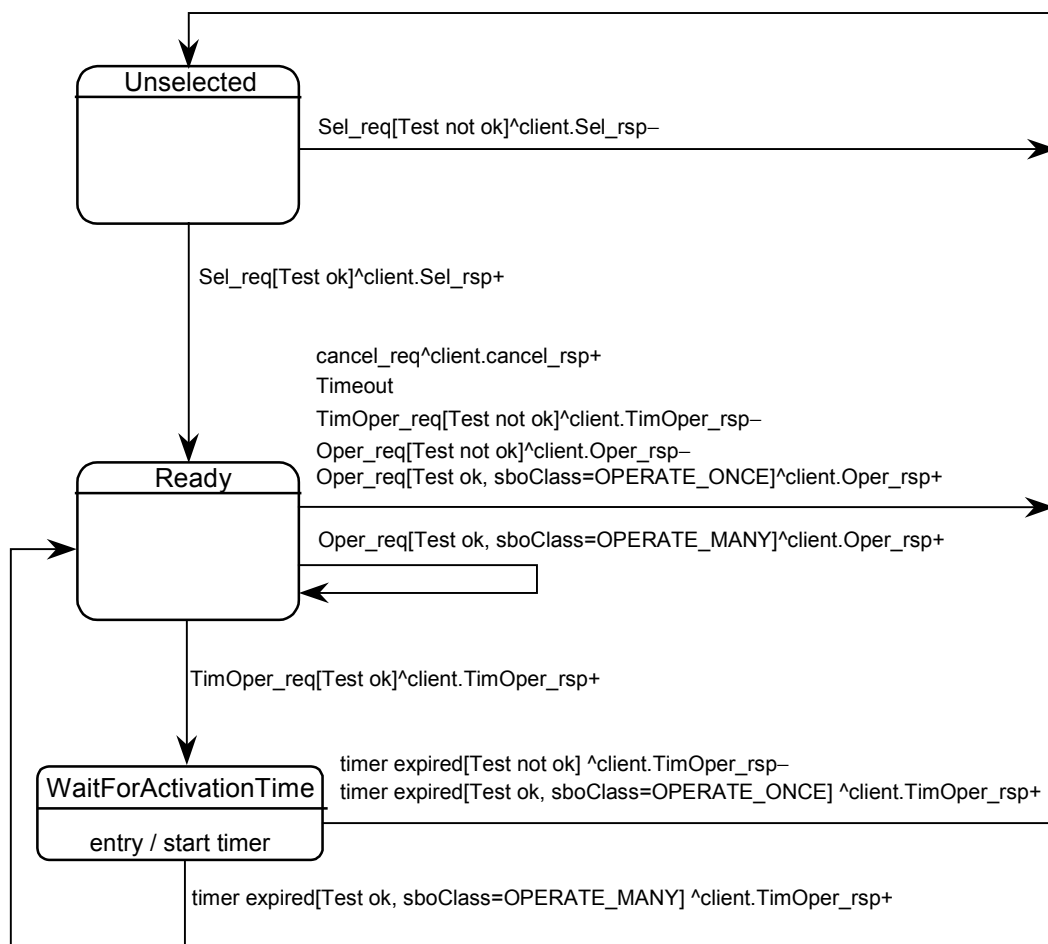 Unselected
Sel_req[Test not ok]^client.Sel_rsp–
Sel_req[Test ok]^client.Sel_rsp+
cancel_req^client.cancel_rsp+
Timeout
TimOper_req[Test not ok]^client.TimOper_rsp–
Oper_req[Test not ok]^client.Oper_rsp–
Ready
Oper_req[Test ok, sboClass=OPERATE_ONCE]^client.Oper_rsp+
Oper_req[Test ok, sboClass=OPERATE_MANY]^client.Oper_rsp+
TimOper_req[Test ok]^client.TimOper_rsp+
timer expired[Test not ok] ^client.TimOper_rsp–
WaitForActivationTime
timer expired[Test ok, sboClass=OPERATE_ONCE] ^client.TimOper_rsp+
entry / start timer
timer expired[Test ok, sboClass=OPERATE_MANY] ^client.TimOper_rsp+